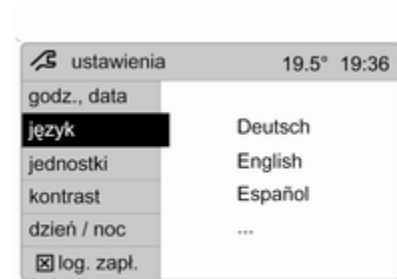 ustawienia 19.5° 19:36
godz., data
język Deutsch
jednostki English
kontrast Español
dzień / noc ...
log. zapł.